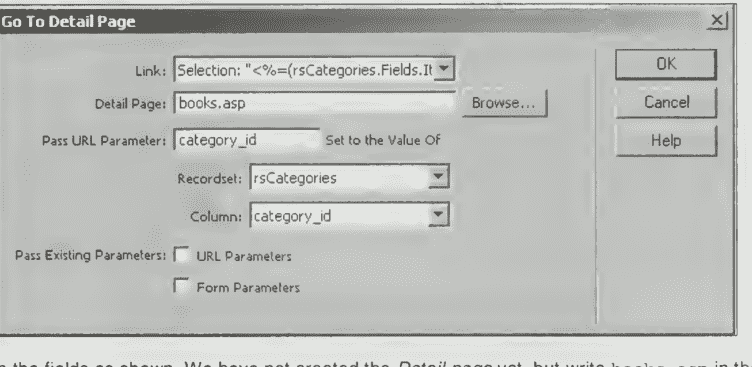 Go To Detail Page
Link: Selection: "<%=(rsCategories.Fields.It
OK
Detail Page: books.asp Browse... Cancel
Pass URL Parameter: category_id Set to the Value Of Help
Recordset: rsCategories
Column: category_id
Pass Existing Parameters: URL Parameters
Form Parameters
the fields as shown. We have not created the Detail page yet, but write books.asp in th